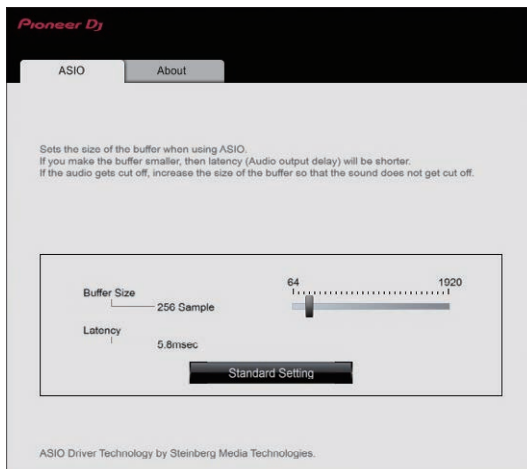 Pioneer Dj
ASIO About
Sets the size of the buffer when using ASIO.
If you make the buffer smaller, then latency (Audio output delay) will be shorter.
If the audio gets cut off, increase the size of the buffer so that the sound does not get cut off.
64 1920
Buffer Size
256 Sample
Latency
5.8msec
Standard Setting
ASIO Driver Technology by Steinberg Media Technologies.